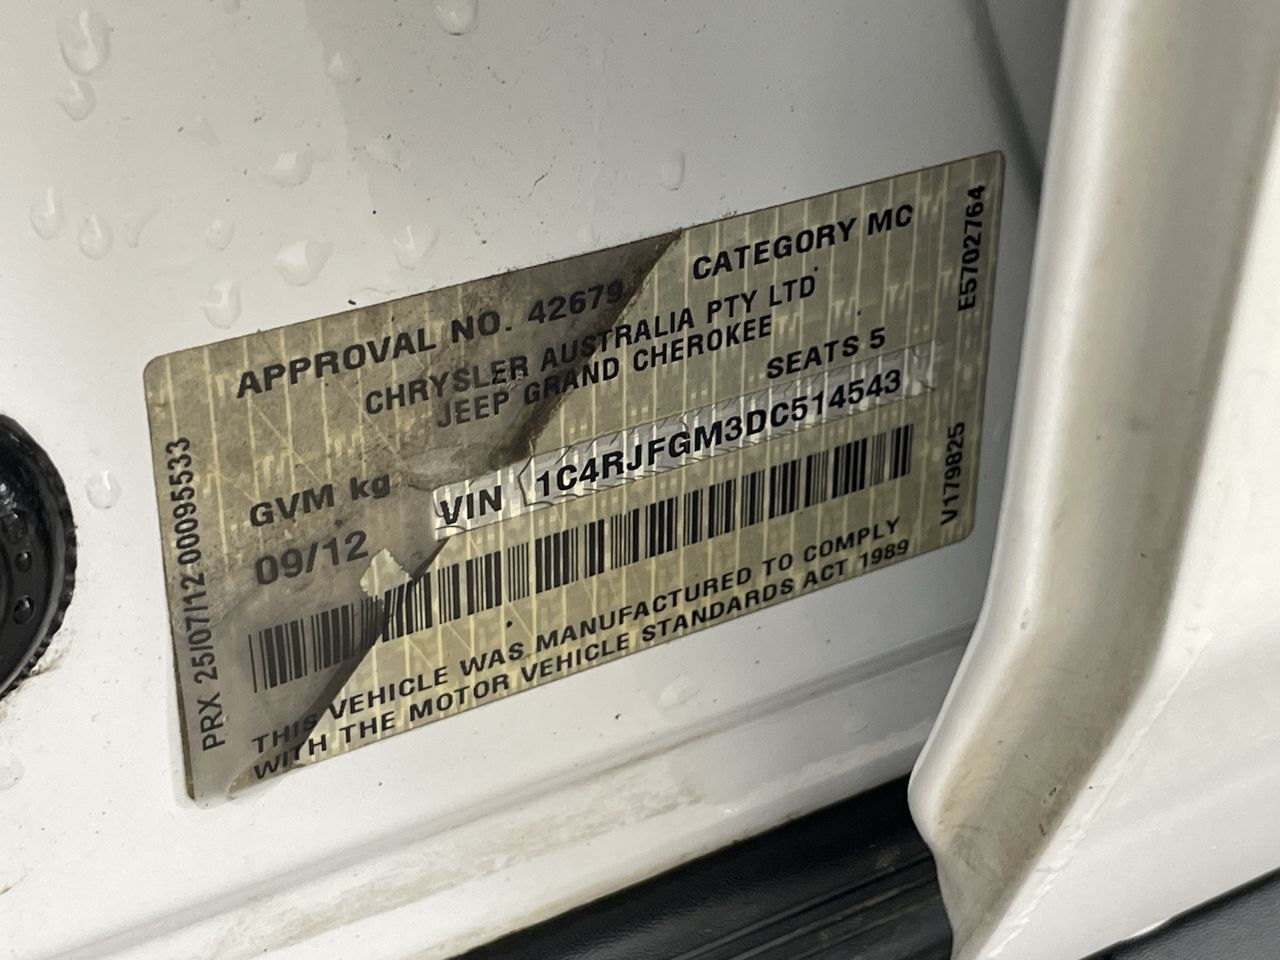 APPROVAL NO. 42679 CATEGORY MC
CHRYSLER AUSTRALIA PTY LTD
JEEP GRAND CHEROKEE
SEATS 5
GVM kg
VIN 1C4RJFGM3DC514543
09/12
THIS VEHICLE WAS MANUFACTURED TO COMPLY
WITH THE MOTOR VEHICLE STANDARDS ACT 1989
PRX 25/07/12 00095533
E5702764
V179825